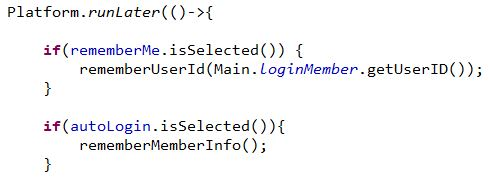 Platform.runLater(()->{
if(rememberMe.isSelected()) {
rememberUserId(Main.loginMember.getUserID());
}
if(autoLogin.isSelected()){
rememberMemberInfo();
}